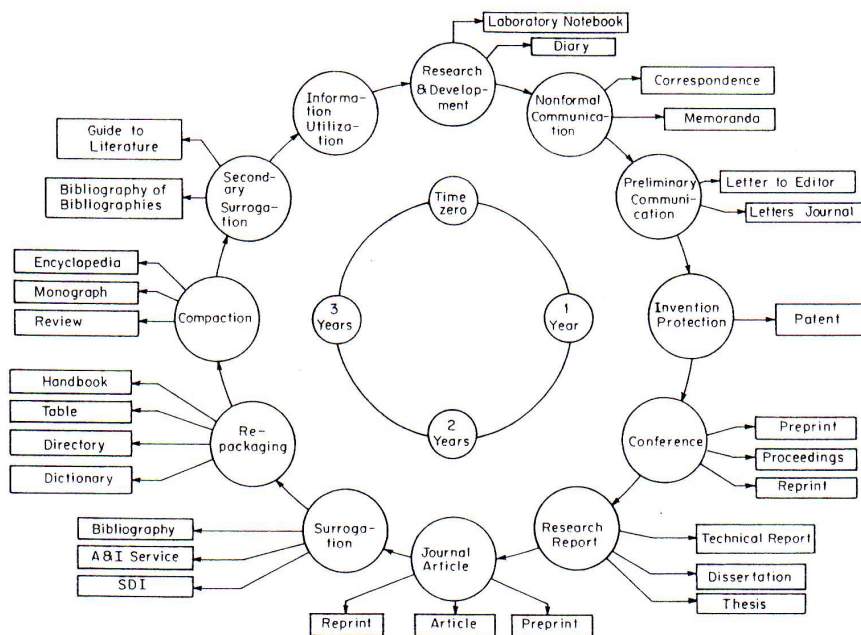 Laboratory Notebook
Diary
Research
& Develop-
ment
Correspondence
Memoranda
Nonformal
Communication
Letter to Editor
Letters Journal
Preliminary
Communi-
cation
Patent
Invention
Protection
Preprint
Proceedings
Reprint
Conference
Technical Report
Dissertation
Thesis
Research
Report
Journal
Article
Reprint
Article
Preprint
Surroga-
tion
Bibliography
A&I Service
SDI
Re-
packaging
Handbook
Table
Directory
Dictionary
Compaction
Encyclopedia
Monograph
Review
Second-
ary
Surroga-
tion
Guide to
Literature
Bibliography of
Bibliographies
Informa-
tion
Utiliza-
tion
Time
zero
1
Year
2
Years
3
Years